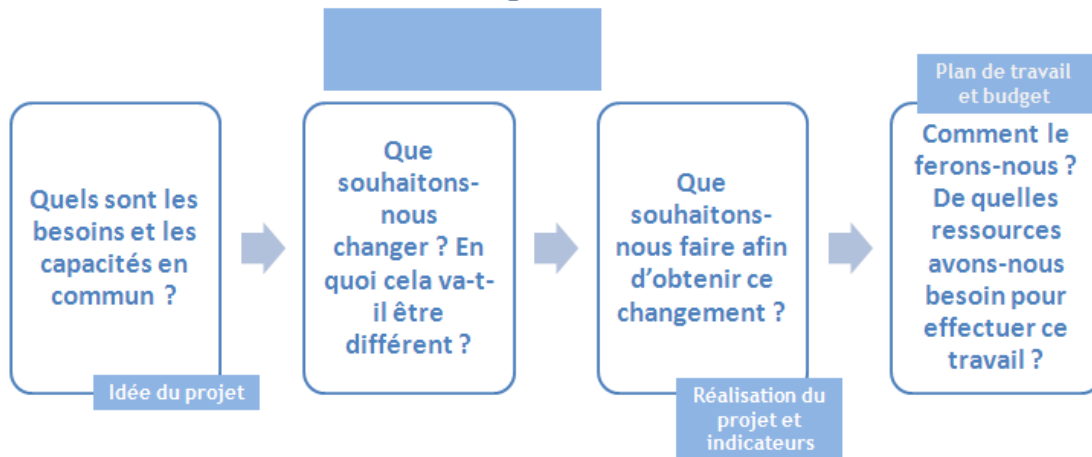 Quels sont les
besoins et les
capacités en
commun ?
Idée du projet
Que
souhaitons-
nous
changer ? En
quoi cela va-t-
il être
différent ?
Que
souhaitons-
nous faire afin
d’obtenir ce
changement ?
Réalisation du
projet et
indicateurs
Plan de travail
et budget
Comment le
ferons-nous ?
De quelles
ressources
avons-nous
besoin pour
effectuer ce
travail ?